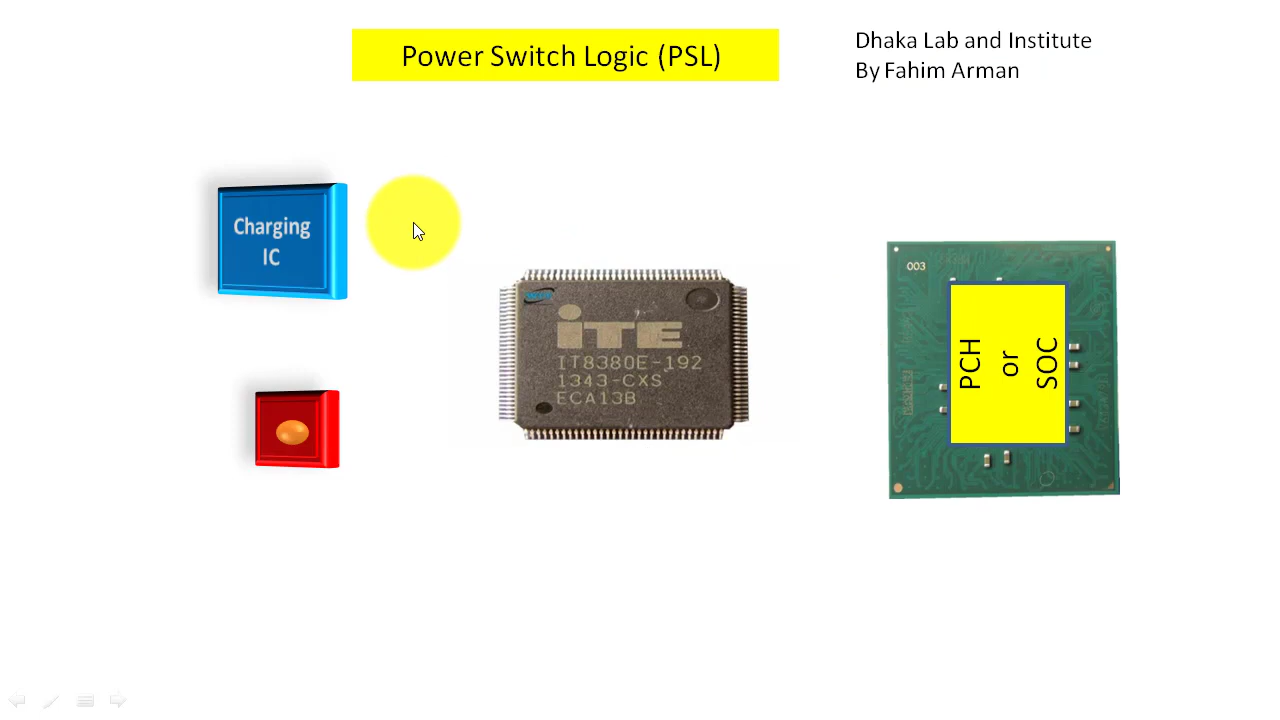 Power Switch Logic (PSL)
Dhaka Lab and Institute
By Fahim Arman
Charging
IC
iTE
IT8380E-192
1343-CXS
ECA13B
003
PCH
or
SOC